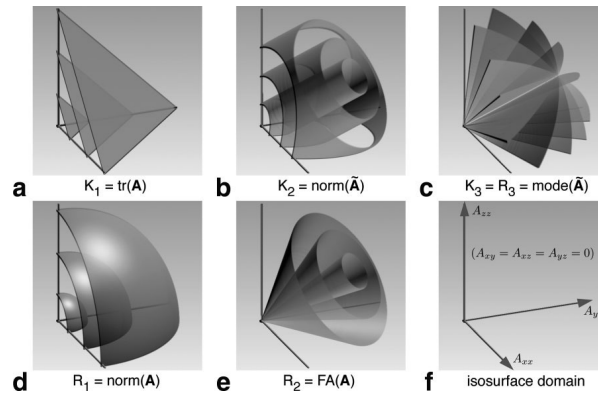 a
K₁ = tr(A)
b
K₂ = norm(Ã)
c
K₃ = R₃ = mode(Ã)
d
R₁ = norm(A)
e
R₂ = FA(A)
A_zz
(A_xy = A_xz = A_yz = 0)
A_y
A_xx
f
isosurface domain